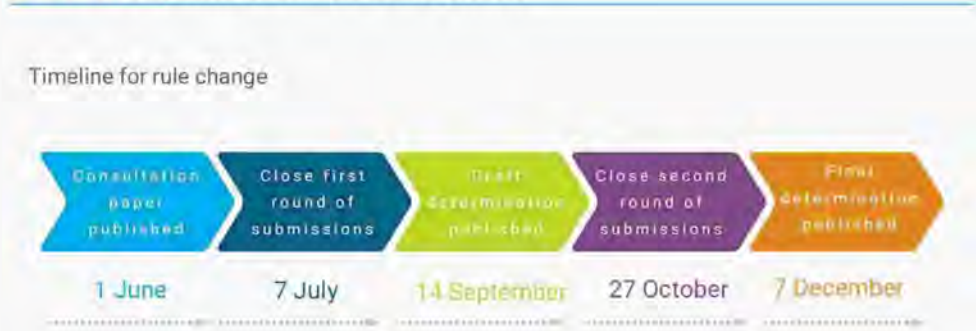 Timeline for rule change
Consultation
paper
published
Close first
round of
submissions
Draft
determination
published
Close second
round of
submissions
Final
determination
published
1 June
7 July
14 September
27 October
7 December